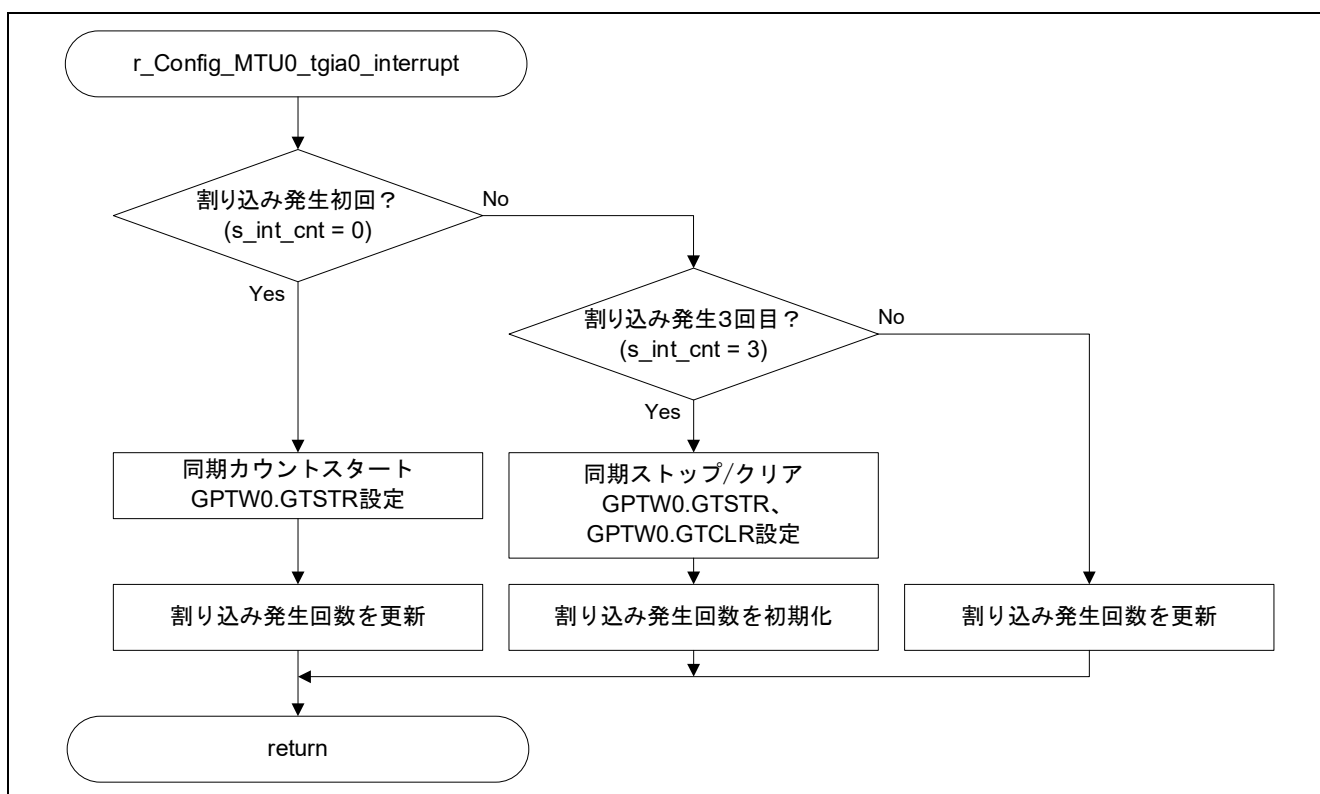 r_Config_MTU0_tgia0_interrupt
割り込み発生初回？
(s_int_cnt = 0)
No
Yes
割り込み発生３回目？
(s_int_cnt = 3)
No
Yes
同期カウントスタート
GPTW0.GTSTR設定
同期ストップ/クリア
GPTW0.GTSTR、
GPTW0.GTCLR設定
割り込み発生回数を更新
割り込み発生回数を初期化
割り込み発生回数を更新
return